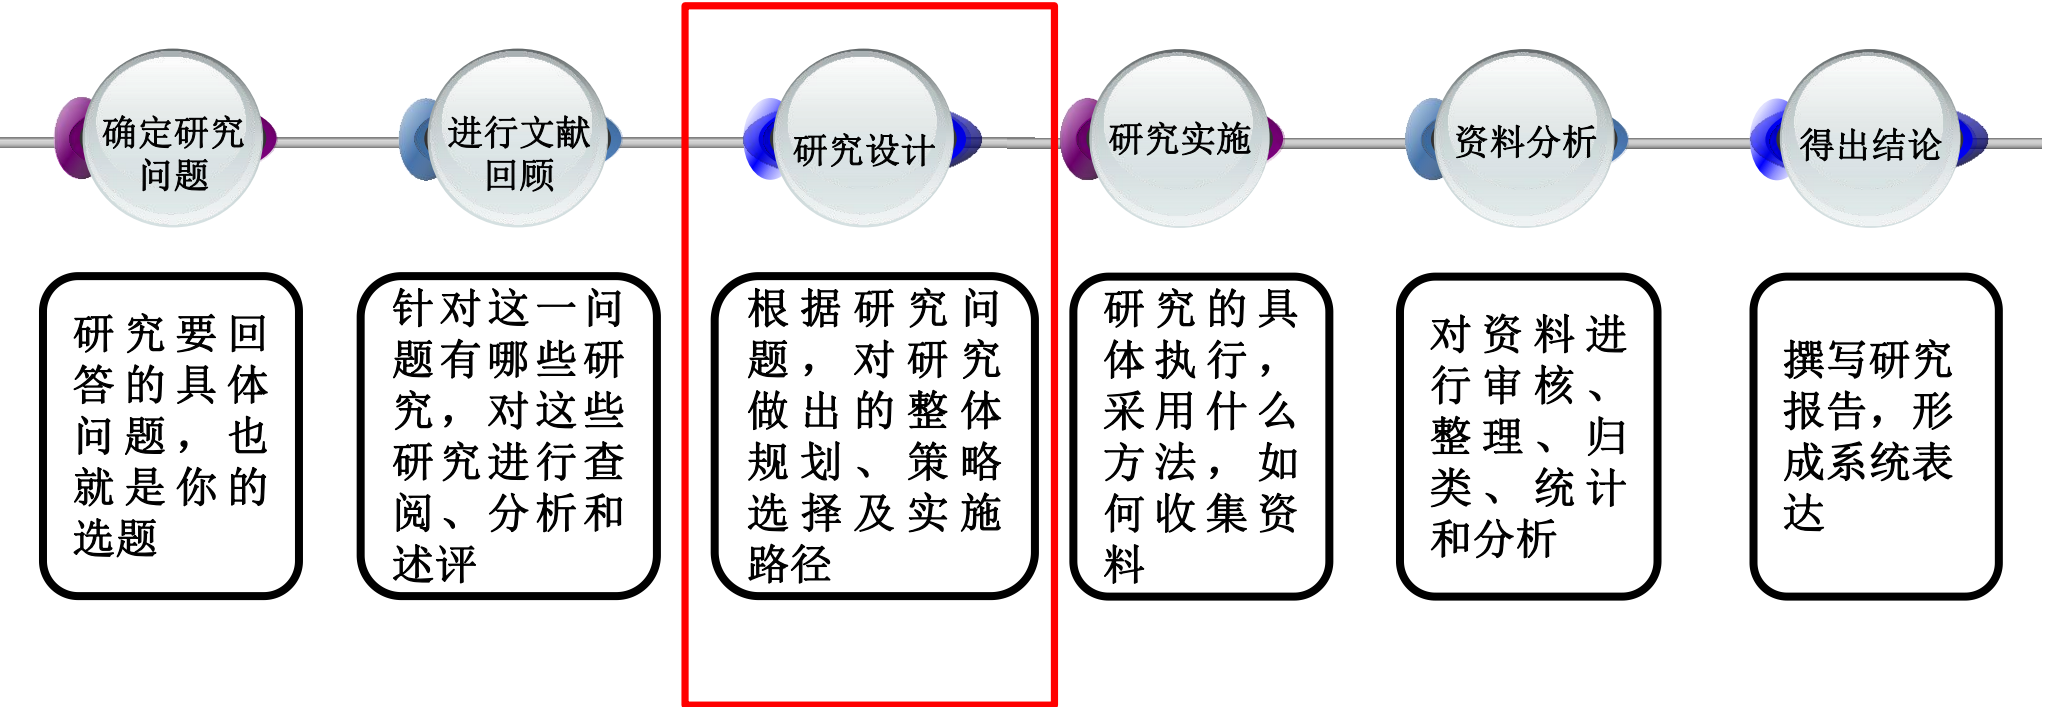 确定研究
问题
进行文献
回顾
研究设计
研究实施
资料分析
得出结论
研究要回
答的具体
问题，也
就是你的
选题
针对这一问
题有哪些研
究，对这些
研究进行查
阅、分析和
述评
根据研究问
题，对研究
做出的整体
规划、策略
选择及实施
路径
研究的具
体执行，
采用什么
方法，如
何收集资
料
对资料进
行审核、
整理、归
类、统计
和分析
撰写研究
报告，形
成系统表
达